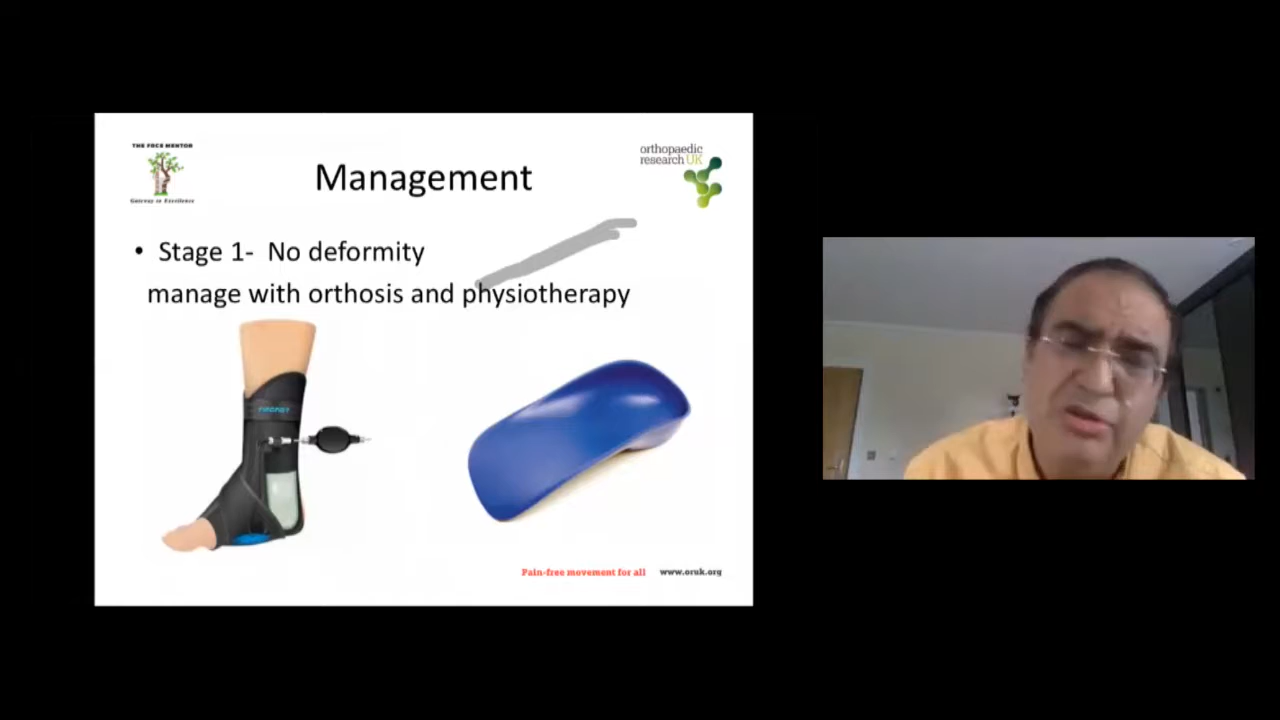 THE FRCS MENTOR
Gateway to Excellence
orthopaedic
research UK
Management
• Stage 1- No deformity
manage with orthosis and physiotherapy
Pain-free movement for all www.oruk.org